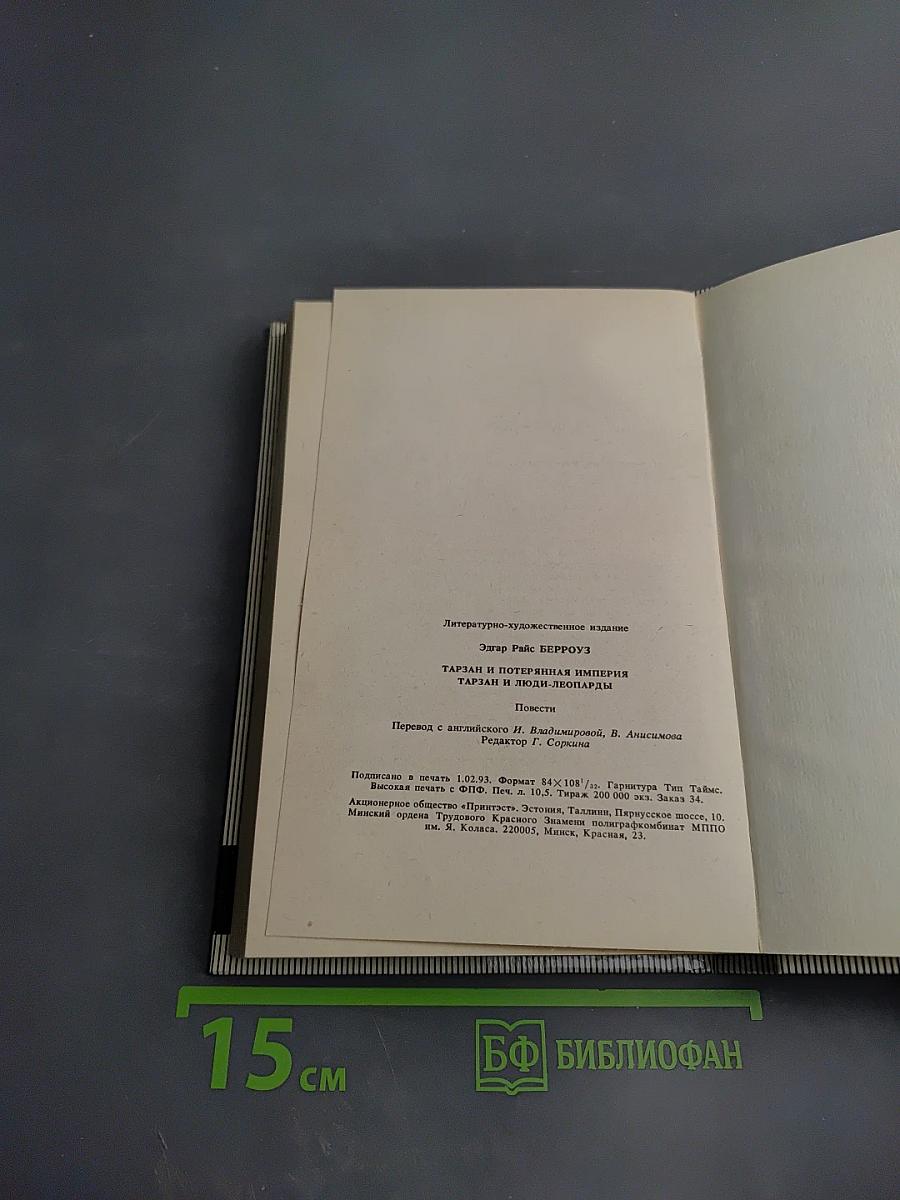 Литературно-художественное издание
Эдгар Райс БЕРРОУЗ
ТАРЗАН И ПОТЕРЯННАЯ ИМПЕРИЯ
ТАРЗАН И ЛЮДИ-ЛЕОПАРДЫ
Повести
Перевод с английского И. Владимировой, В. Анисимова
Редактор Г. Соркина
Подписано в печать 1.02.93. Формат 84×108¹/₃₂. Гарнитура Тип Таймс.
Высокая печать с ФПФ. Печ. л. 10,5. Тираж 200 000 экз. Заказ 34.
Акционерное общество «Принтэст». Эстония, Таллинн, Пярнусское шоссе, 10.
Минский ордена Трудового Красного Знамени полиграфкомбинат МППО
им. Я. Коласа. 220005, Минск, Красная, 23.
15 см
БФ БИБЛИОФАН